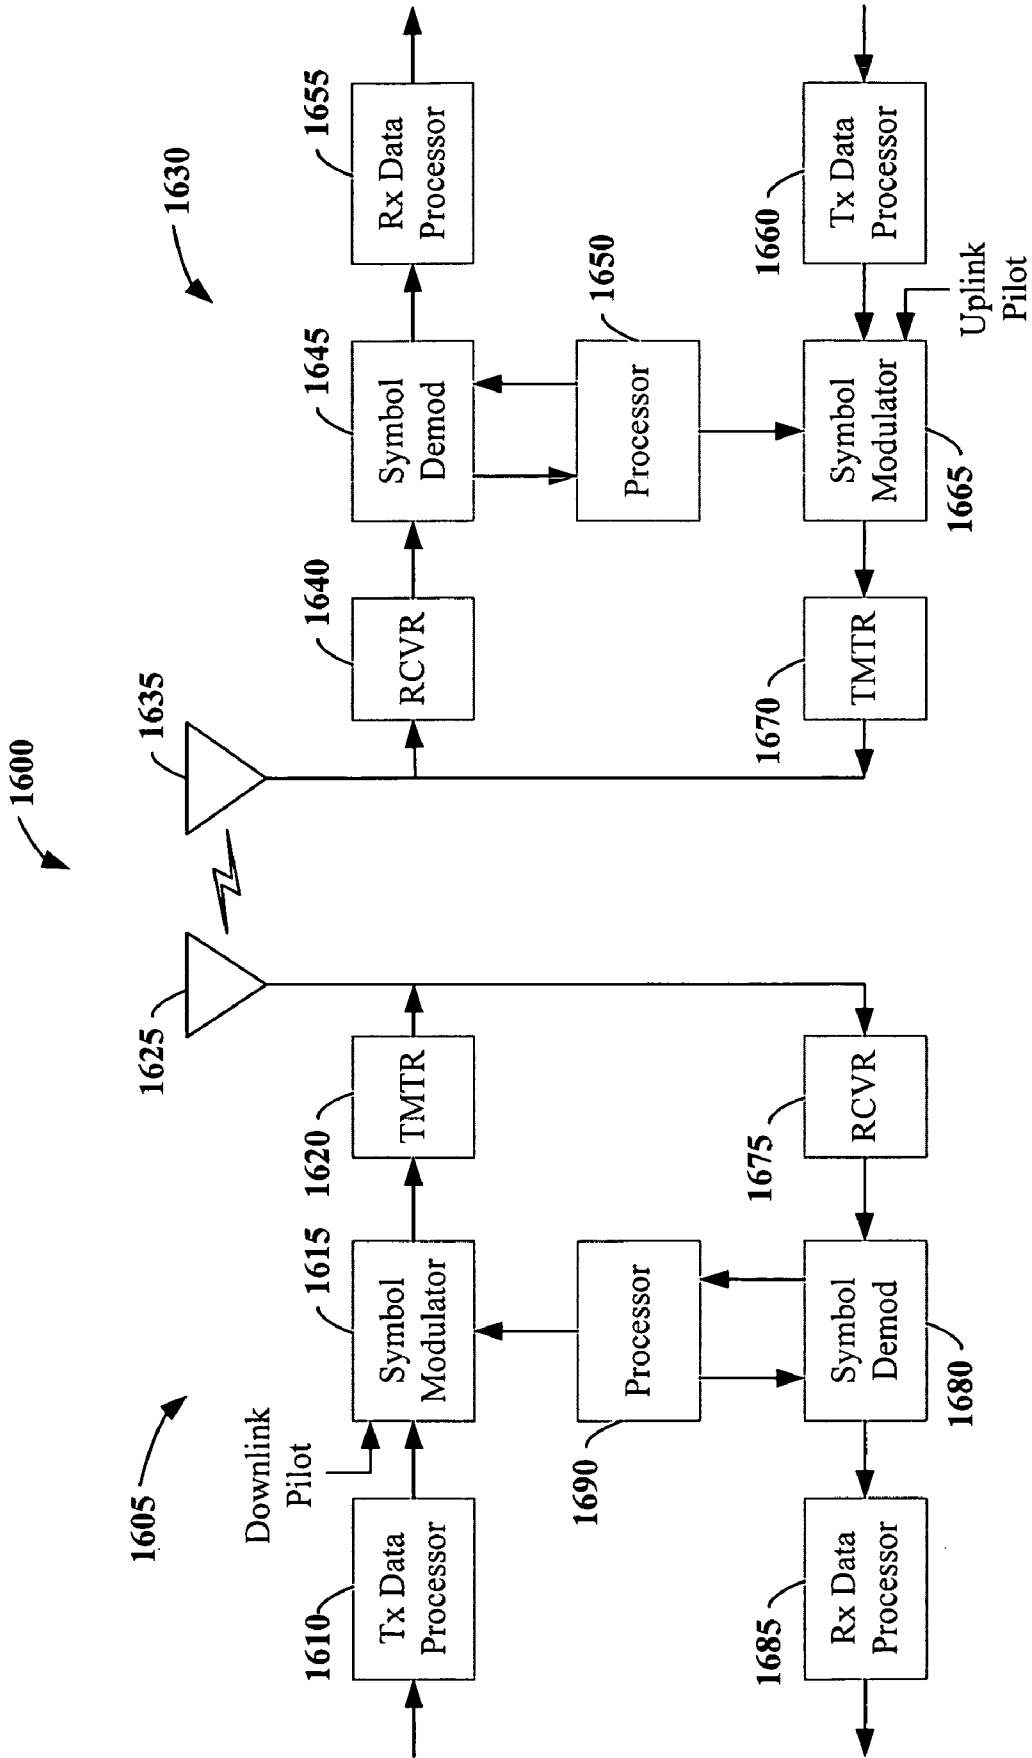 1600
1605
1630
1625
1635
Downlink
Pilot
1610
Tx Data
Processor
1615
Symbol
Modulator
1620
TMTR
1640
RCVR
1645
Symbol
Demod
1655
Rx Data
Processor
1690
Processor
1650
Processor
1685
Rx Data
Processor
1680
Symbol
Demod
1675
RCVR
1670
TMTR
1665
Symbol
Modulator
1660
Tx Data
Processor
Uplink
Pilot